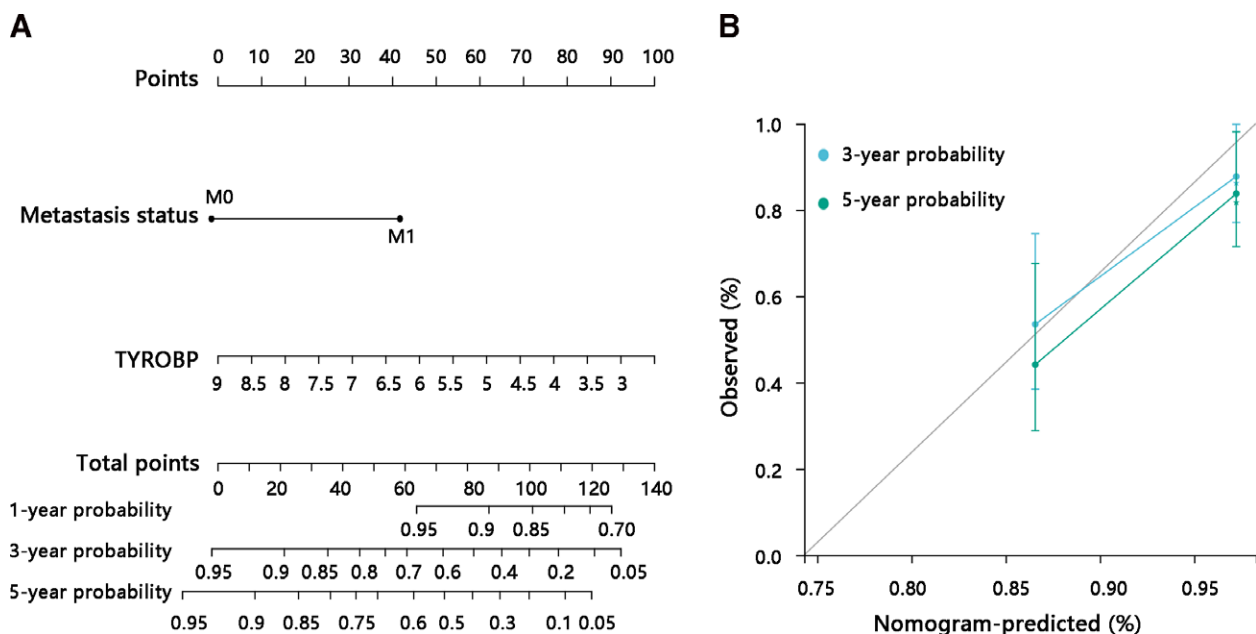 A
0 10 20 30 40 50 60 70 80 90 100
Points
M0
Metastasis status
M1
TYROBP
9 8.5 8 7.5 7 6.5 6 5.5 5 4.5 4 3.5 3
Total points
0 20 40 60 80 100 120 140
1-year probability
0.95 0.9 0.85 0.70
3-year probability
0.95 0.9 0.85 0.8 0.7 0.6 0.4 0.2 0.05
5-year probability
0.95 0.9 0.85 0.75 0.6 0.5 0.3 0.1 0.05
B
1.0
3-year probability
0.8
5-year probability
0.6
0.4
0.2
0.0
Observed (%)
0.75 0.80 0.85 0.90 0.95
Nomogram-predicted (%)